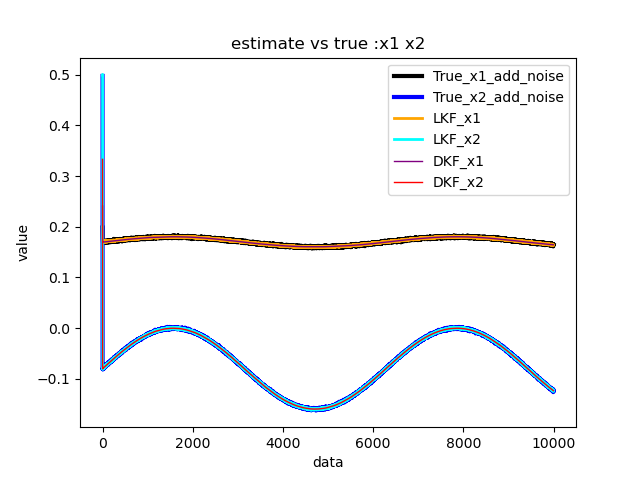 estimate vs true :x1 x2
True_x1_add_noise
True_x2_add_noise
LKF_x1
LKF_x2
DKF_x1
DKF_x2
value
0.5
0.4
0.3
0.2
0.1
0.0
−0.1
0 2000 4000 6000 8000 10000
data